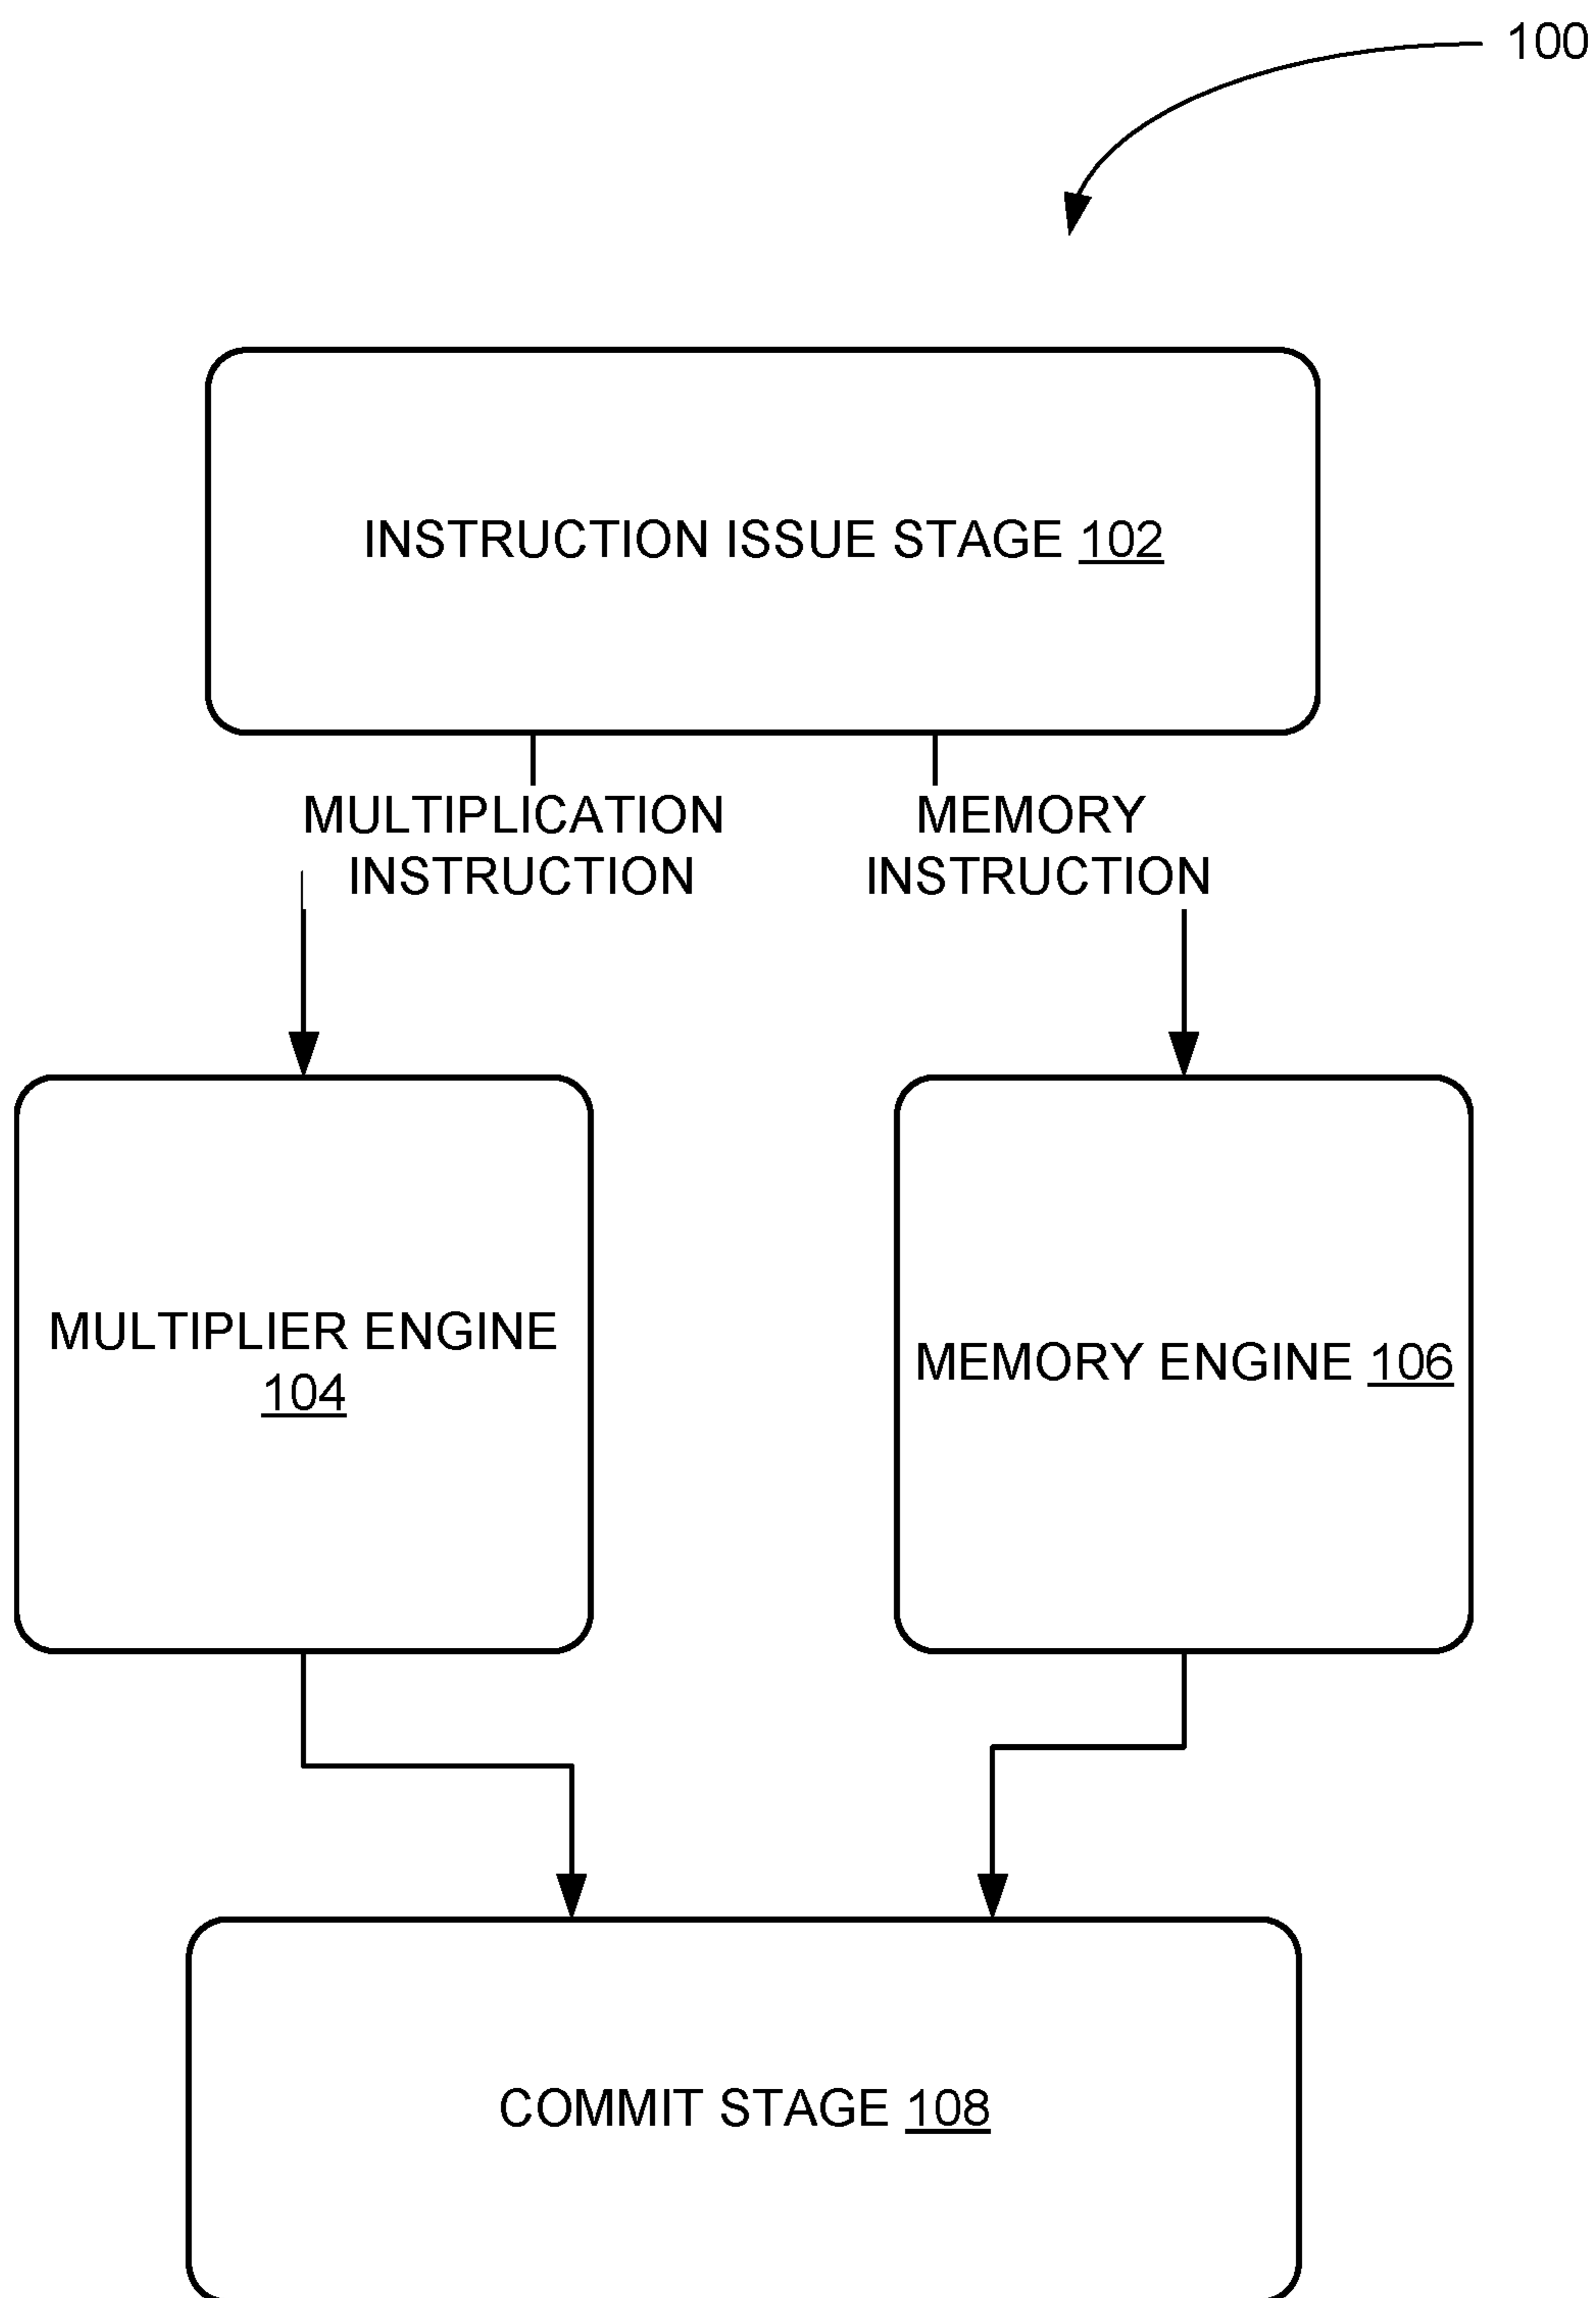 100
INSTRUCTION ISSUE STAGE 102
MULTIPLICATION
INSTRUCTION
MEMORY
INSTRUCTION
MULTIPLIER ENGINE
104
MEMORY ENGINE 106
COMMIT STAGE 108